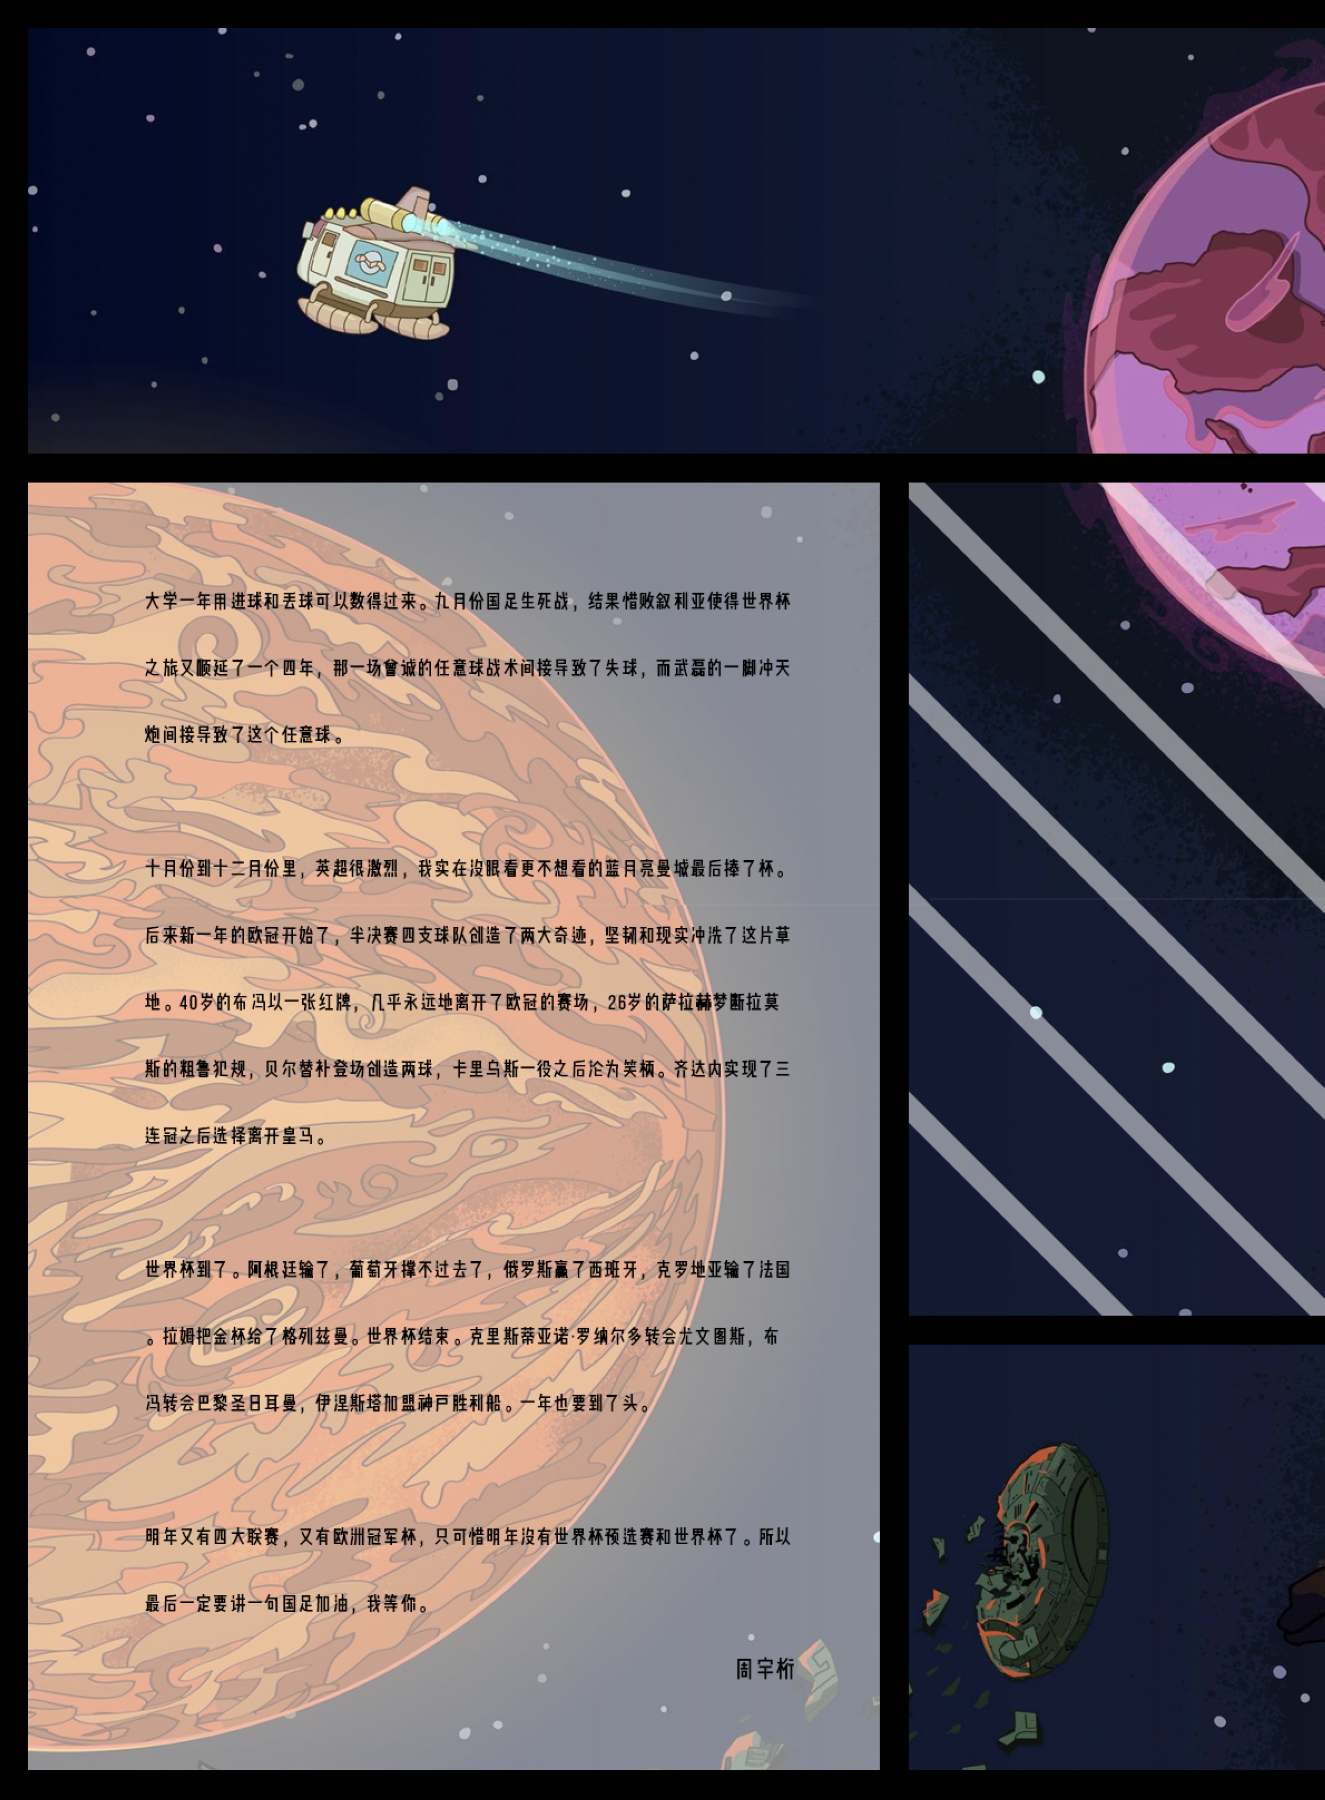 大学一年用进球和丢球可以数得过来。九月份国足生死战，结果惜败叙利亚使得世界杯
之旅又顺延了一个四年，那一场曾诚的任意球战术间接导致了失球，而武磊的一脚冲天
炮间接导致了这个任意球。
十月份到十二月份里，英超很激烈，我实在没眼看更不想看的蓝月亮曼城最后捧了杯。
后来新一年的欧冠开始了，半决赛四支球队创造了两大奇迹，坚韧和现实冲洗了这片草
地。40岁的布冯以一张红牌，几乎永远地离开了欧冠的赛场，26岁的萨拉赫梦断拉莫
斯的粗鲁犯规，贝尔替补登场创造两球，卡里乌斯一役之后沦为笑柄。齐达内实现了三
连冠之后选择离开皇马。
世界杯到了。阿根廷输了，葡萄牙撑不过去了，俄罗斯赢了西班牙，克罗地亚输了法国
。拉姆把金杯给了格列兹曼。世界杯结束。克里斯蒂亚诺·罗纳尔多转会尤文图斯，布
冯转会巴黎圣日耳曼，伊涅斯塔加盟神户胜利船。一年也要到了头。
明年又有四大联赛，又有欧洲冠军杯，只可惜明年没有世界杯预选赛和世界杯了。所以
最后一定要讲一句国足加油，我等你。
周宇桁